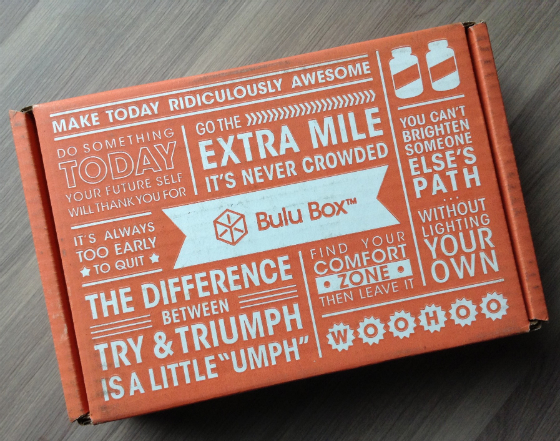 MAKE TODAY RIDICULOUSLY AWESOME
DO SOMETHING
TODAY
YOUR FUTURE SELF
WILL THANK YOU FOR
GO THE
EXTRA MILE
IT'S NEVER CROWDED
YOU CAN'T
BRIGHTEN
SOMEONE
ELSE'S
PATH
...
WITHOUT
LIGHTING
YOUR
OWN
IT'S ALWAYS
TOO EARLY
TO QUIT
Bulu Box™
THE DIFFERENCE
BETWEEN
TRY & TRIUMPH
IS A LITTLE "UMPH"
FIND YOUR
COMFORT
ZONE
THEN LEAVE IT
WOOHOO